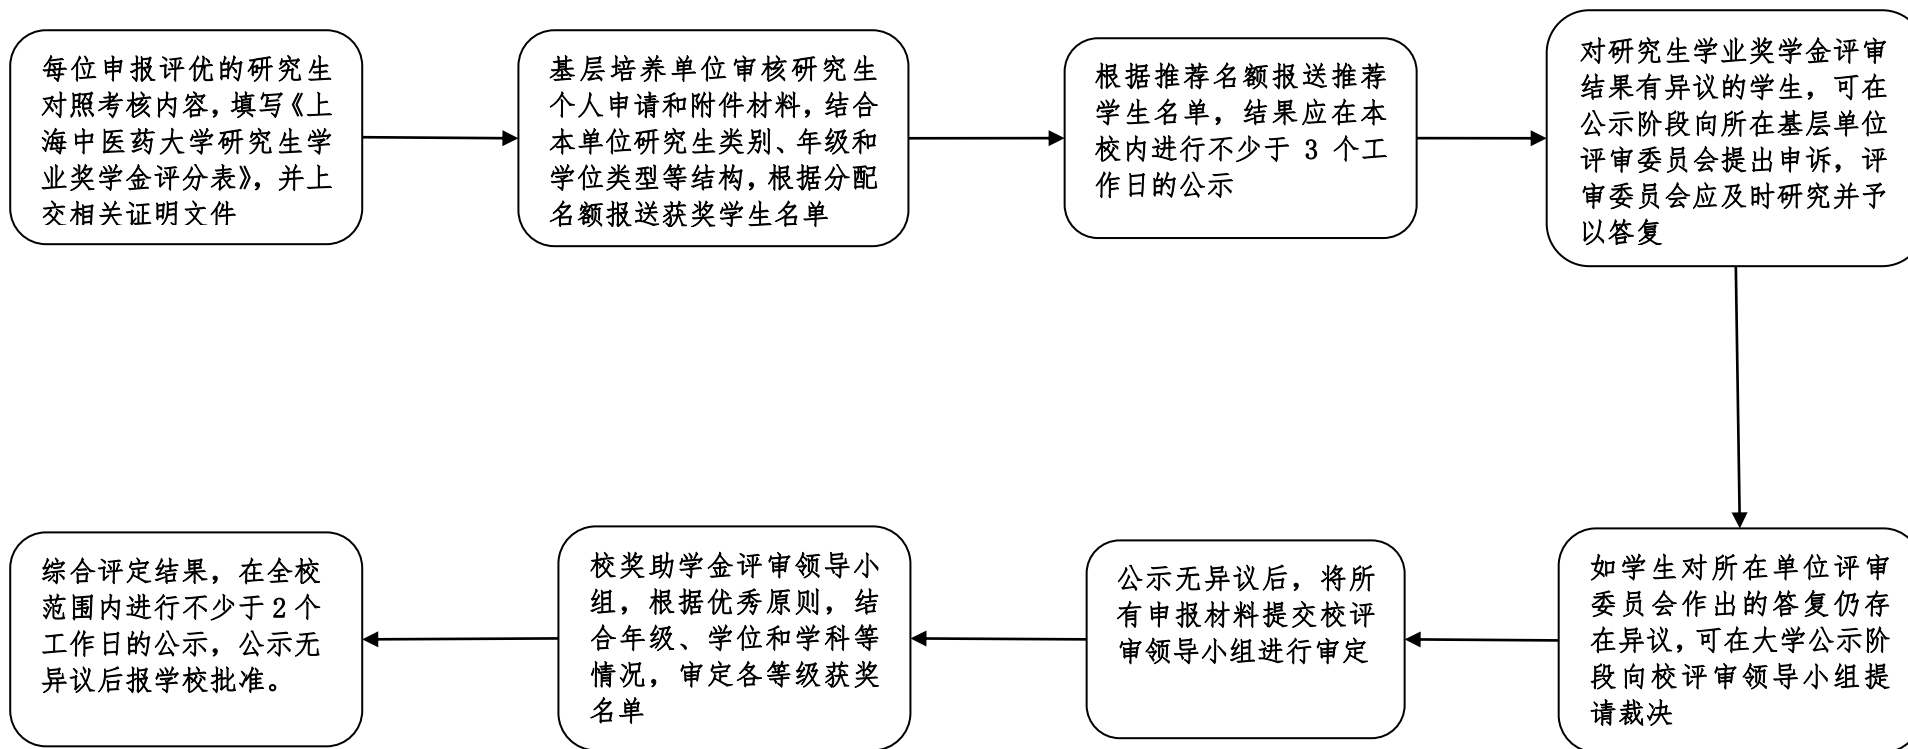 每位申报评优的研究生
对照考核内容，填写《上
海中医药大学研究生学
业奖学金评分表》，并上
交相关证明文件
基层培养单位审核研究生
个人申请和附件材料，结合
本单位研究生类别、年级和
学位类型等结构，根据分配
名额报送获奖学生名单
根据推荐名额报送推荐
学生名单，结果应在本
校内进行不少于 3 个工
作日的公示
对研究生学业奖学金评审
结果有异议的学生，可在
公示阶段向所在基层单位
评审委员会提出申诉，评
审委员会应及时研究并予
以答复
如学生对所在单位评审
委员会作出的答复仍存
在异议，可在大学公示阶
段向校评审领导小组提
请裁决
公示无异议后，将所
有申报材料提交校评
审领导小组进行审定
校奖助学金评审领导小
组，根据优秀原则，结
合年级、学位和学科等
情况，审定各等级获奖
名单
综合评定结果，在全校
范围内进行不少于 2 个
工作日的公示，公示无
异议后报学校批准。